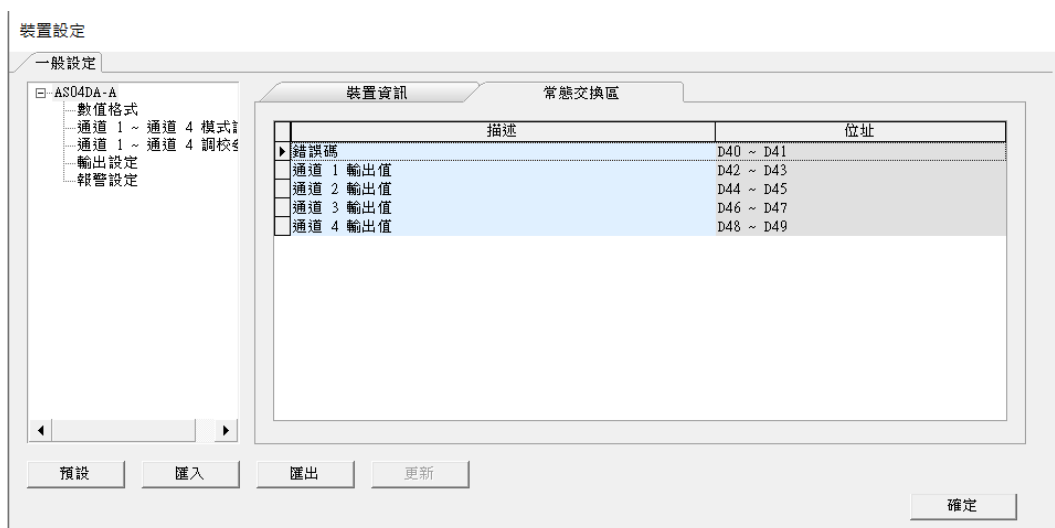 裝置設定
一般設定
AS04DA-A
數值格式
通道 1 ~ 通道 4 模式
通道 1 ~ 通道 4 調校
輸出設定
報警設定
裝置資訊
常態交換區
描述 位址
錯誤碼 D40 ~ D41
通道 1 輸出值 D42 ~ D43
通道 2 輸出值 D44 ~ D45
通道 3 輸出值 D46 ~ D47
通道 4 輸出值 D48 ~ D49
預設 匯入 匯出 更新
確定